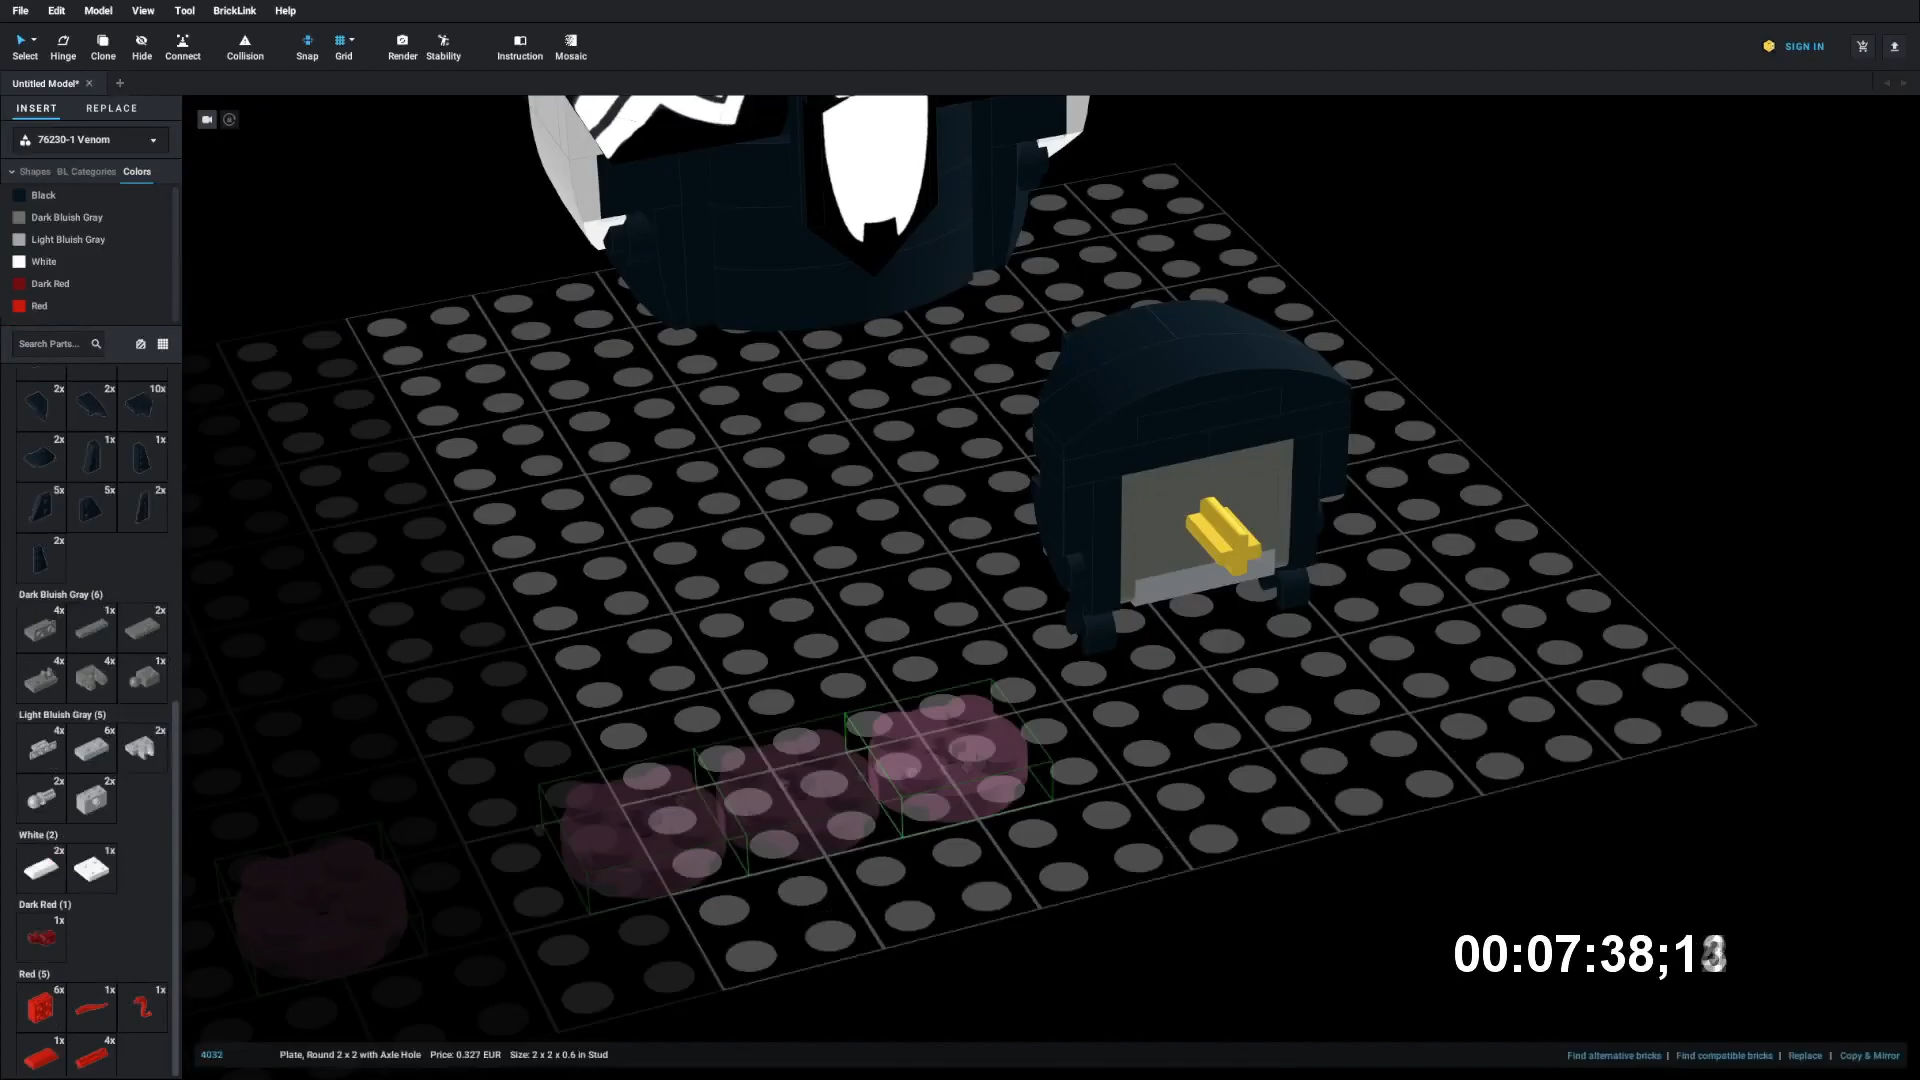 File Edit Model View Tool BrickLink Help
Select Hinge Clone Hide Connect Collision Snap Grid Render Stability Instruction Mosaic
SIGN IN
Untitled Model*
INSERT REPLACE
76230-1 Venom
Shapes BL Categories Colors
Black
Dark Bluish Gray
Light Bluish Gray
White
Dark Red
Red
Search Parts...
2x 2x 10x
2x 1x 1x
5x 5x 2x
2x
Dark Bluish Gray (6)
4x 1x 2x
4x 4x 1x
Light Bluish Gray (5)
4x 6x 2x
2x 2x
White (2)
2x 1x
Dark Red (1)
1x
Red (5)
6x 1x 1x
1x 4x
00:07:38;1
4032 Plate, Round 2 x 2 with Axle Hole Price: 0.327 EUR Size: 2 x 2 x 0.6 in Stud
Find alternative bricks | Find compatible bricks | Replace | Copy & Mirror